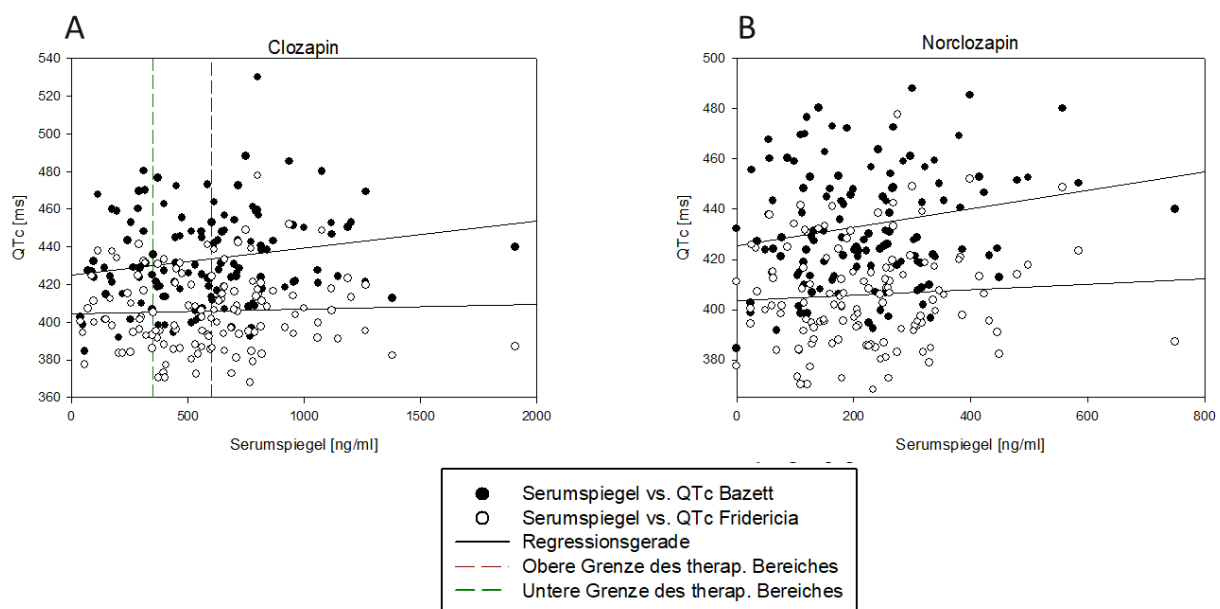 A
Clozapin
QTc [ms]
540
520
500
480
460
440
420
400
380
360
0
500
1000
1500
2000
Serumspiegel [ng/ml]
B
Norclozapin
QTc [ms]
500
480
460
440
420
400
380
0
200
400
600
800
Serumspiegel [ng/ml]
Serumspiegel vs. QTc Bazett
Serumspiegel vs. QTc Fridericia
Regressionsgerade
Obere Grenze des therap. Bereiches
Untere Grenze des therap. Bereiches